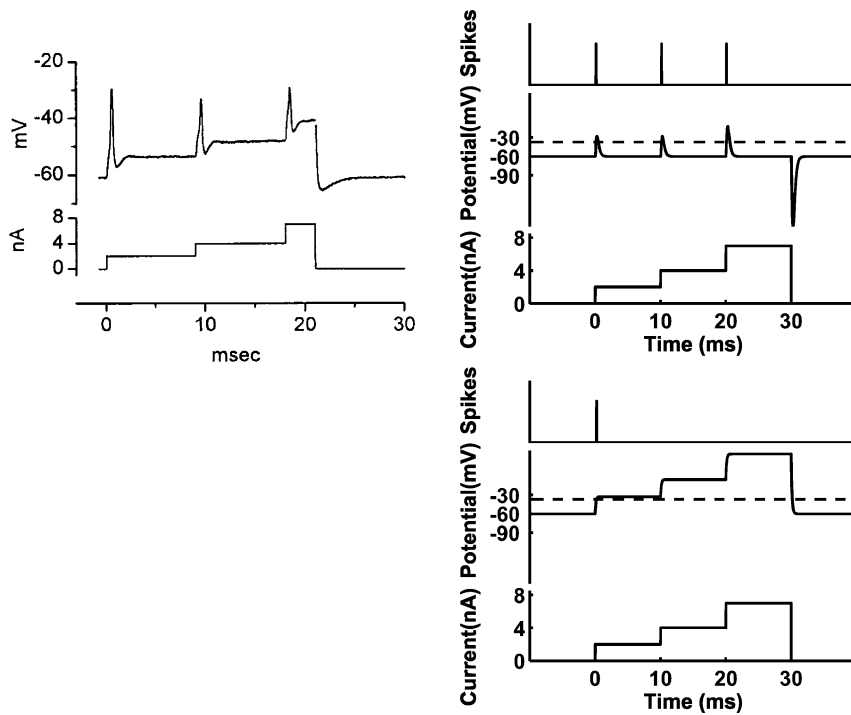 -20
-40
-60
mV
8
4
0
nA
0
10
20
30
msec
Spikes
-30
-60
-90
Potential(mV)
8
4
0
Current(nA)
0
10
20
30
Time (ms)
Spikes
-30
-60
-90
Potential(mV)
8
4
0
Current(nA)
0
10
20
30
Time (ms)